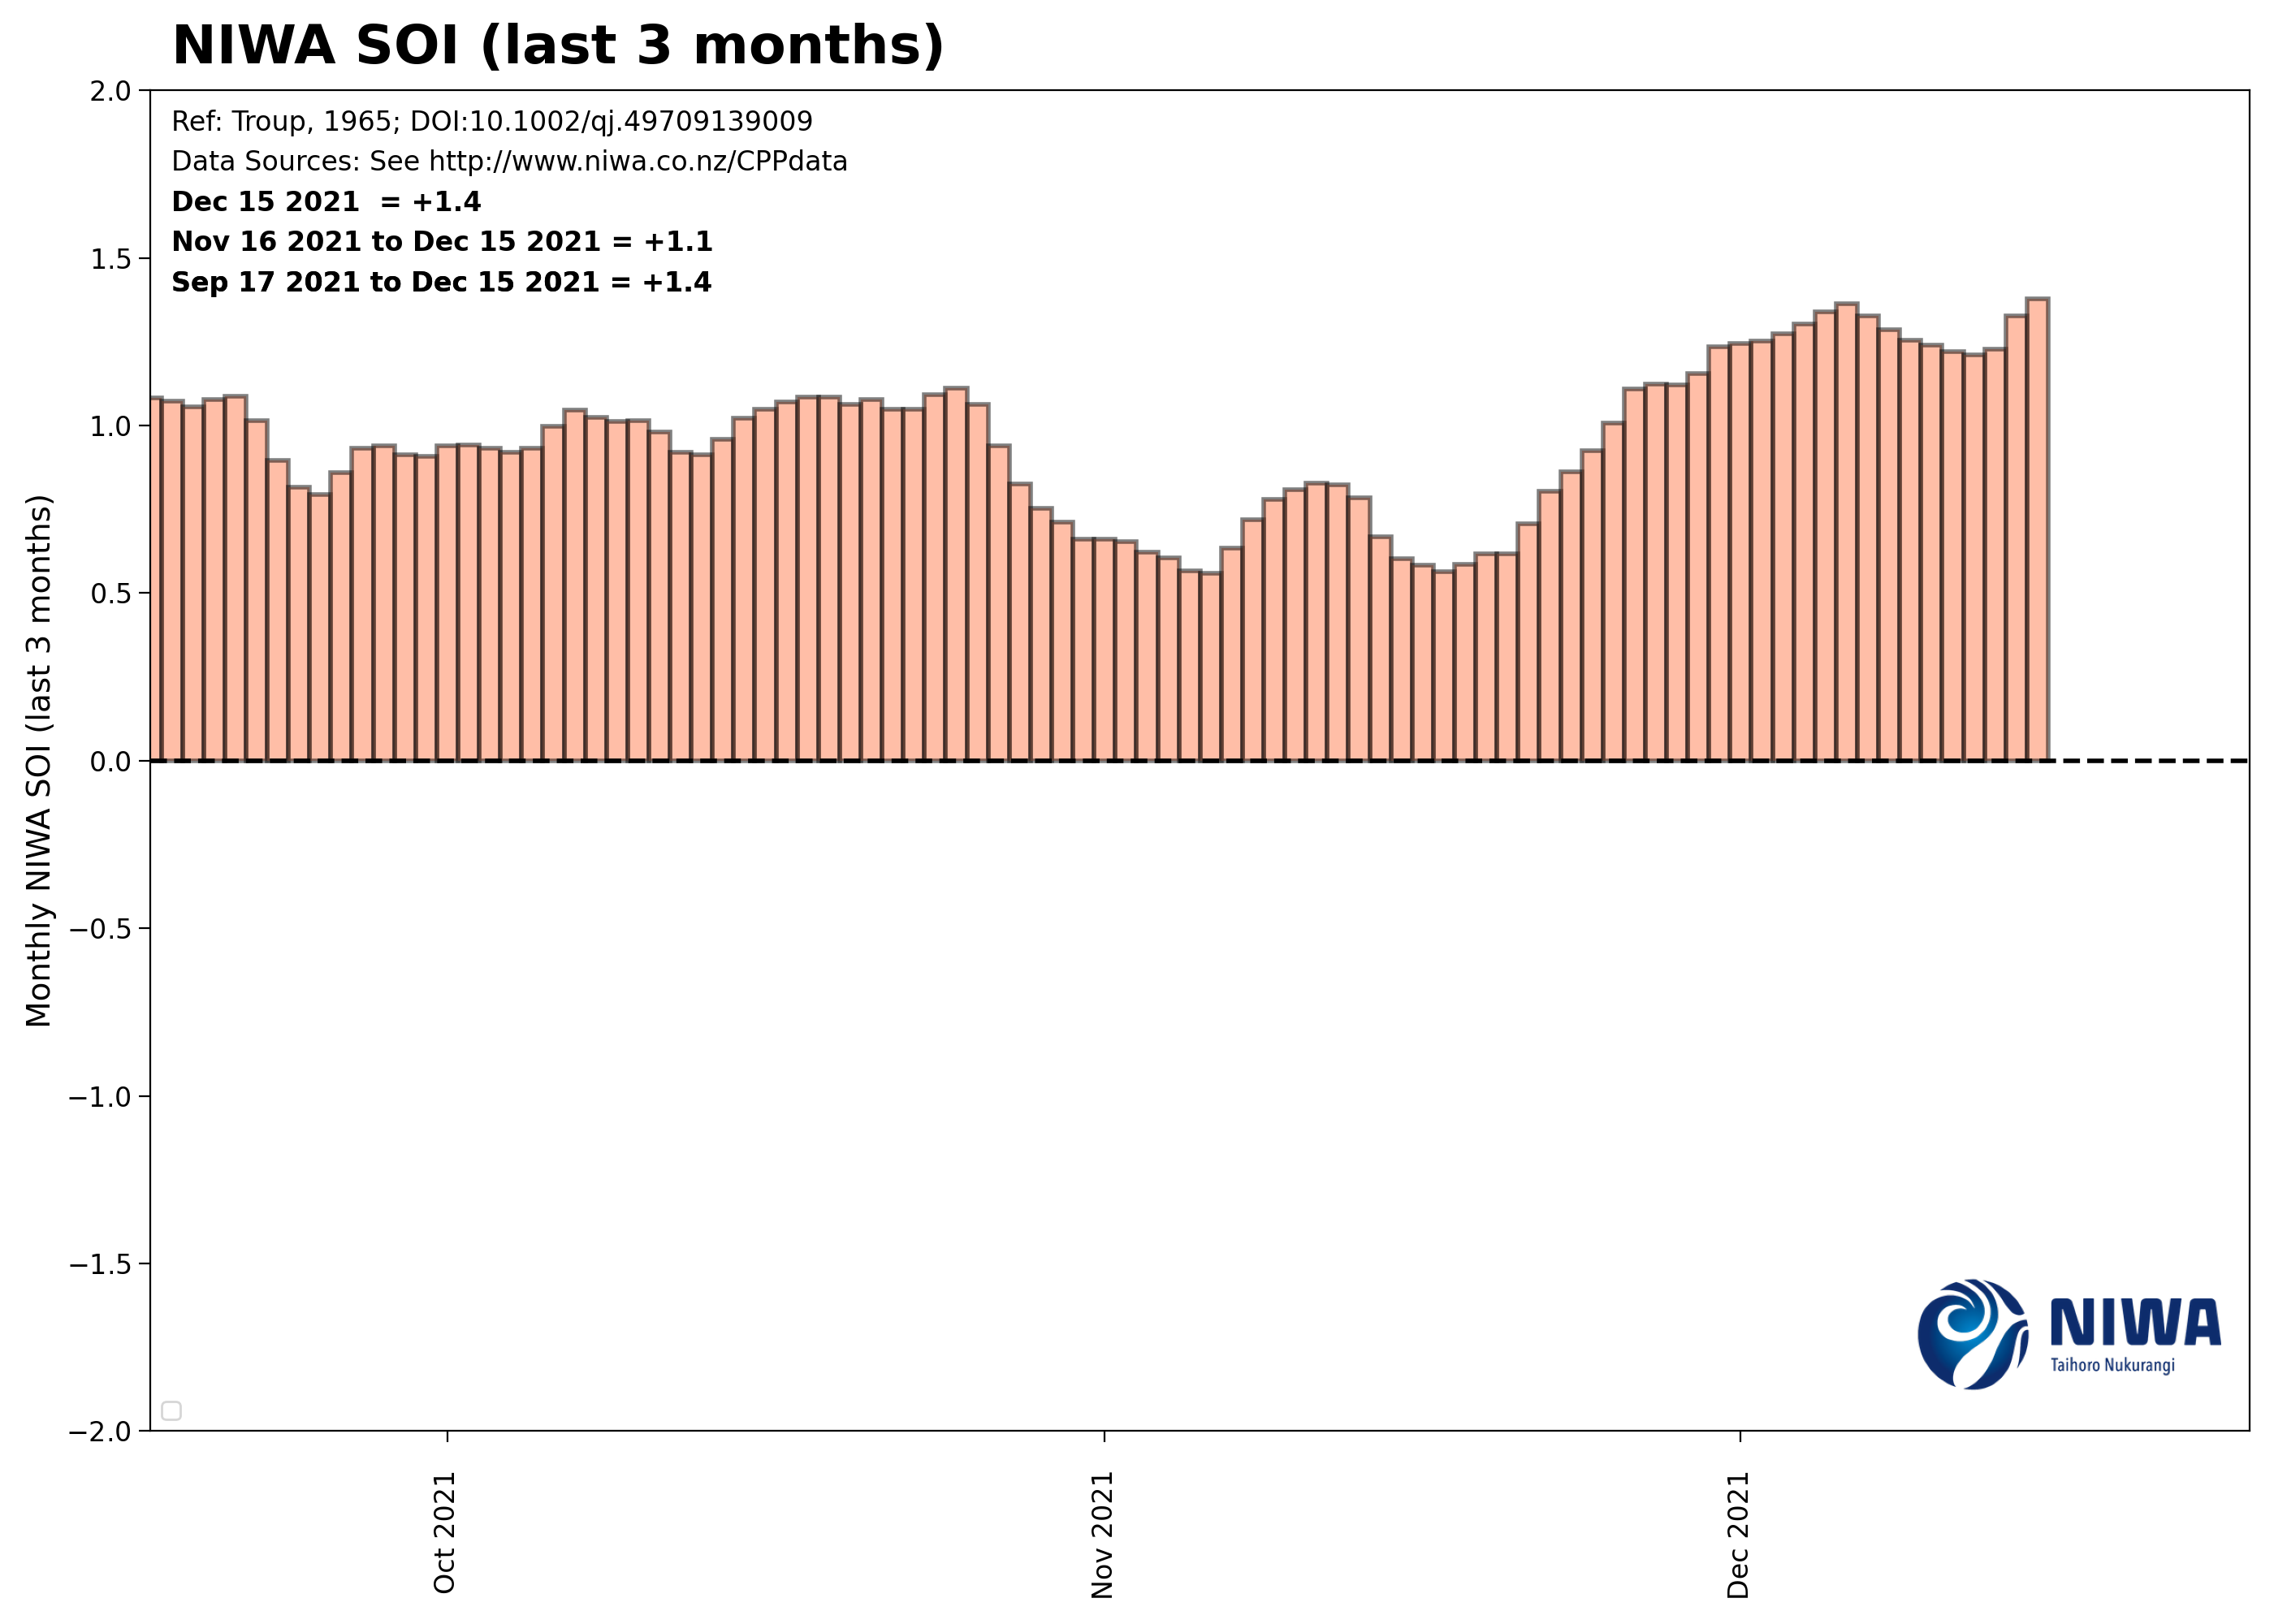 NIWA SOI (last 3 months)
Ref: Troup, 1965; DOI:10.1002/qj.49709139009
Data Sources: See http://www.niwa.co.nz/CPPdata
Dec 15 2021  = +1.4
Nov 16 2021 to Dec 15 2021 = +1.1
Sep 17 2021 to Dec 15 2021 = +1.4
Monthly NIWA SOI (last 3 months)
2.0
1.5
1.0
0.5
0.0
−0.5
−1.0
−1.5
−2.0
Oct 2021
Nov 2021
Dec 2021
NIWA
Taihoro Nukurangi